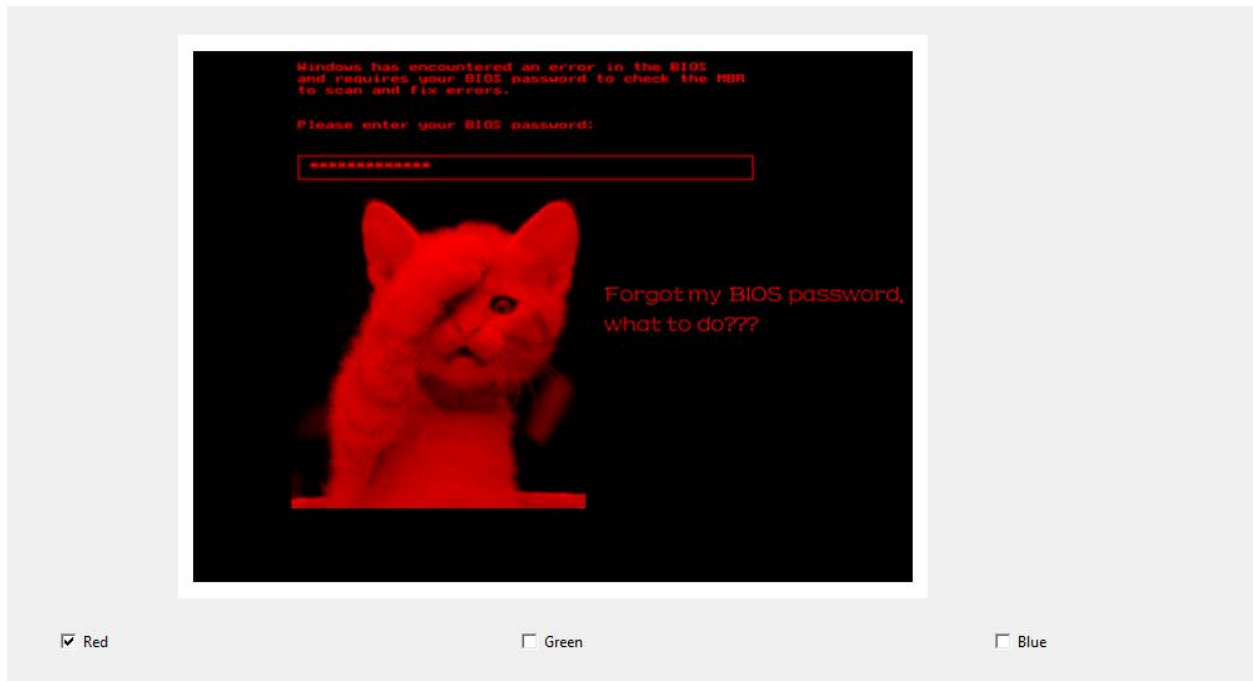 Windows has encountered an error in the BIOS
and requires your BIOS password to check the MBR
to scan and fix errors.
Please enter your BIOS password:
*************
Forgot my BIOS password,
what to do???
Red
Green
Blue